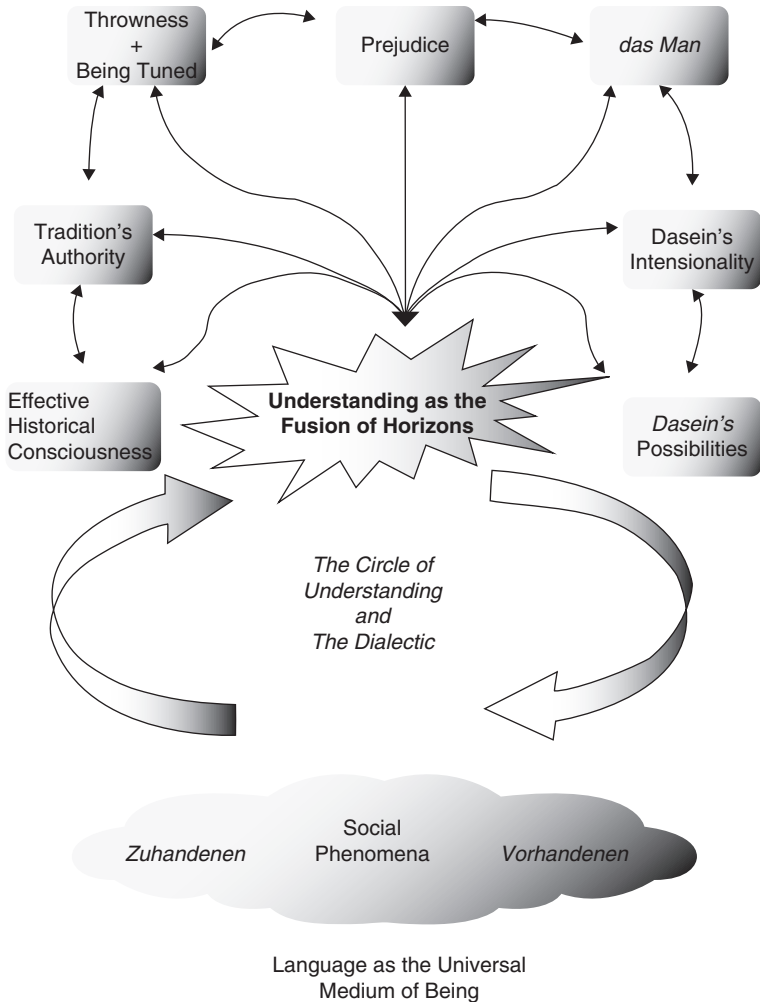 Throwness
+
Being Tuned
Prejudice
das Man
Tradition's
Authority
Dasein's
Intensionality
Effective
Historical
Consciousness
Understanding as the
Fusion of Horizons
Dasein's
Possibilities
The Circle of
Understanding
and
The Dialectic
Zuhandenen
Social
Phenomena
Vorhandenen
Language as the Universal
Medium of Being